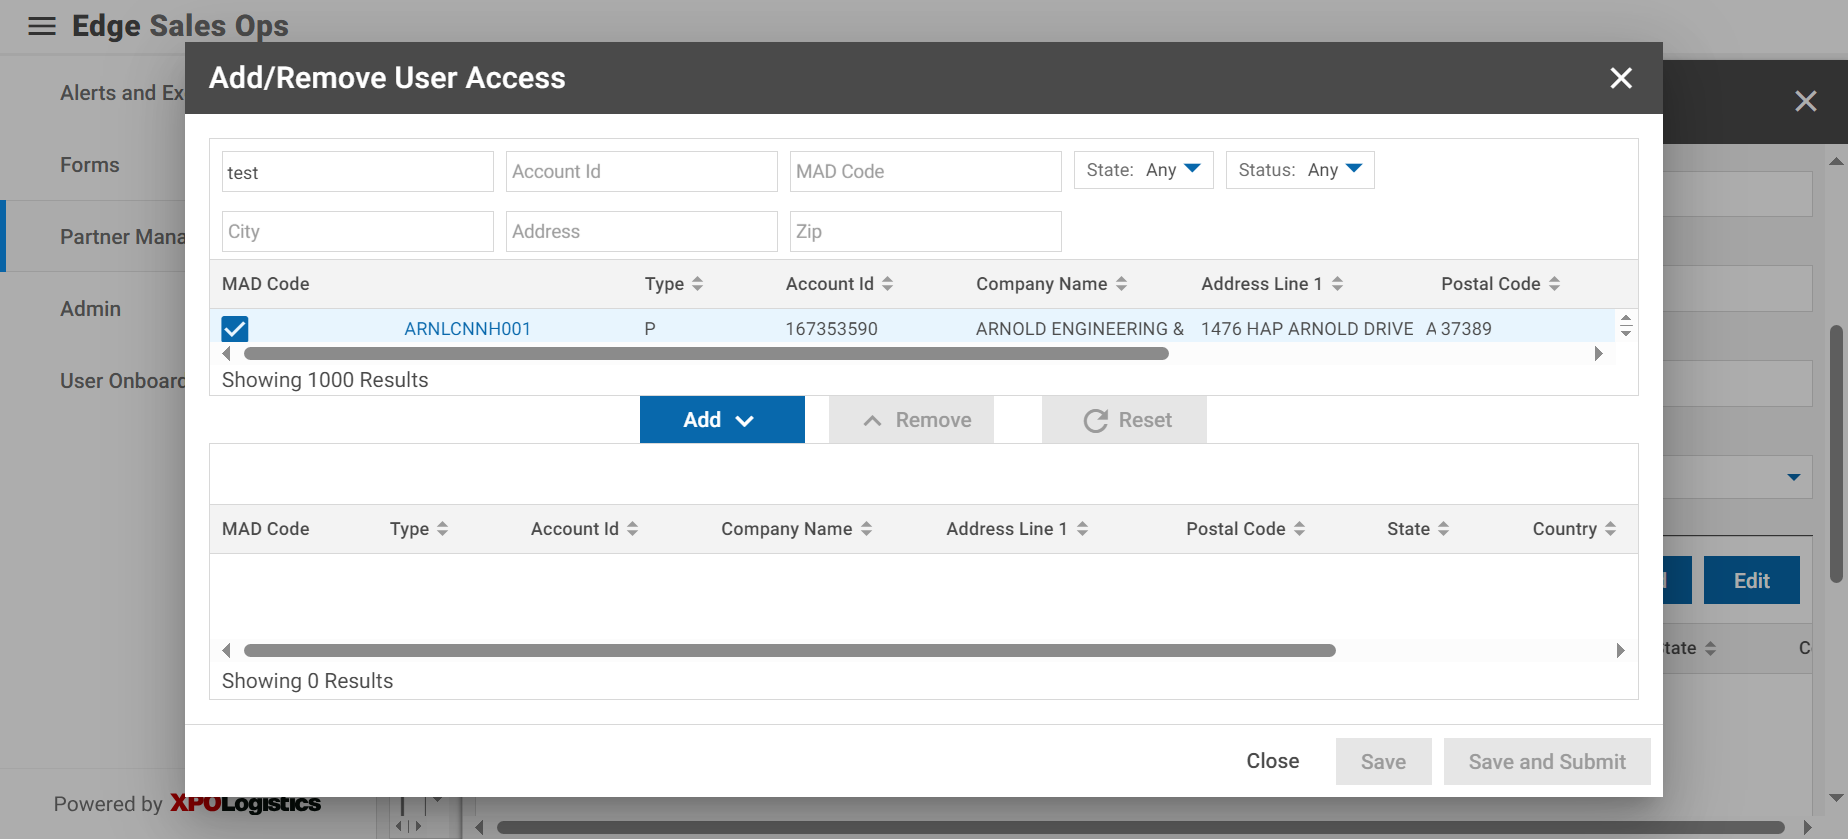 Edge Sales Ops
Add/Remove User Access
Alerts and Ex
Forms
Partner Mana
Admin
User Onboard
test
Account Id
MAD Code
State: Any
Status: Any
City
Address
Zip
MAD Code Type Account Id Company Name Address Line 1 Postal Code
ARNLCNNH001 P 167353590 ARNOLD ENGINEERING & 1476 HAP ARNOLD DRIVE A 37389
Showing 1000 Results
Add
Remove
Reset
MAD Code Type Account Id Company Name Address Line 1 Postal Code State Country
Showing 0 Results
Edit
tate C
Close
Save
Save and Submit
Powered by XPOLogistics